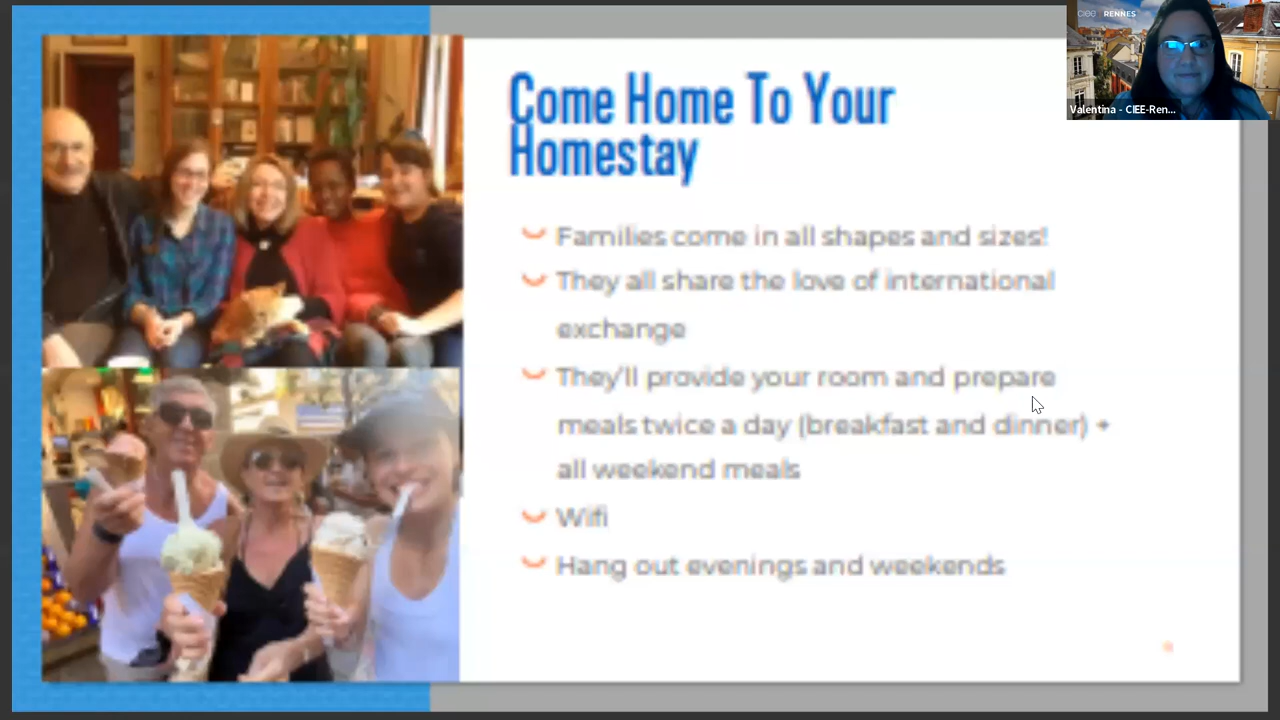 Come Home To Your
Homestay
Families come in all shapes and sizes!
They all share the love of international
exchange
They'll provide your room and prepare
meals twice a day (breakfast and dinner) +
all weekend meals
Wifi
Hang out evenings and weekends
ciee RENNES
Valentina - CIEE-Ren...